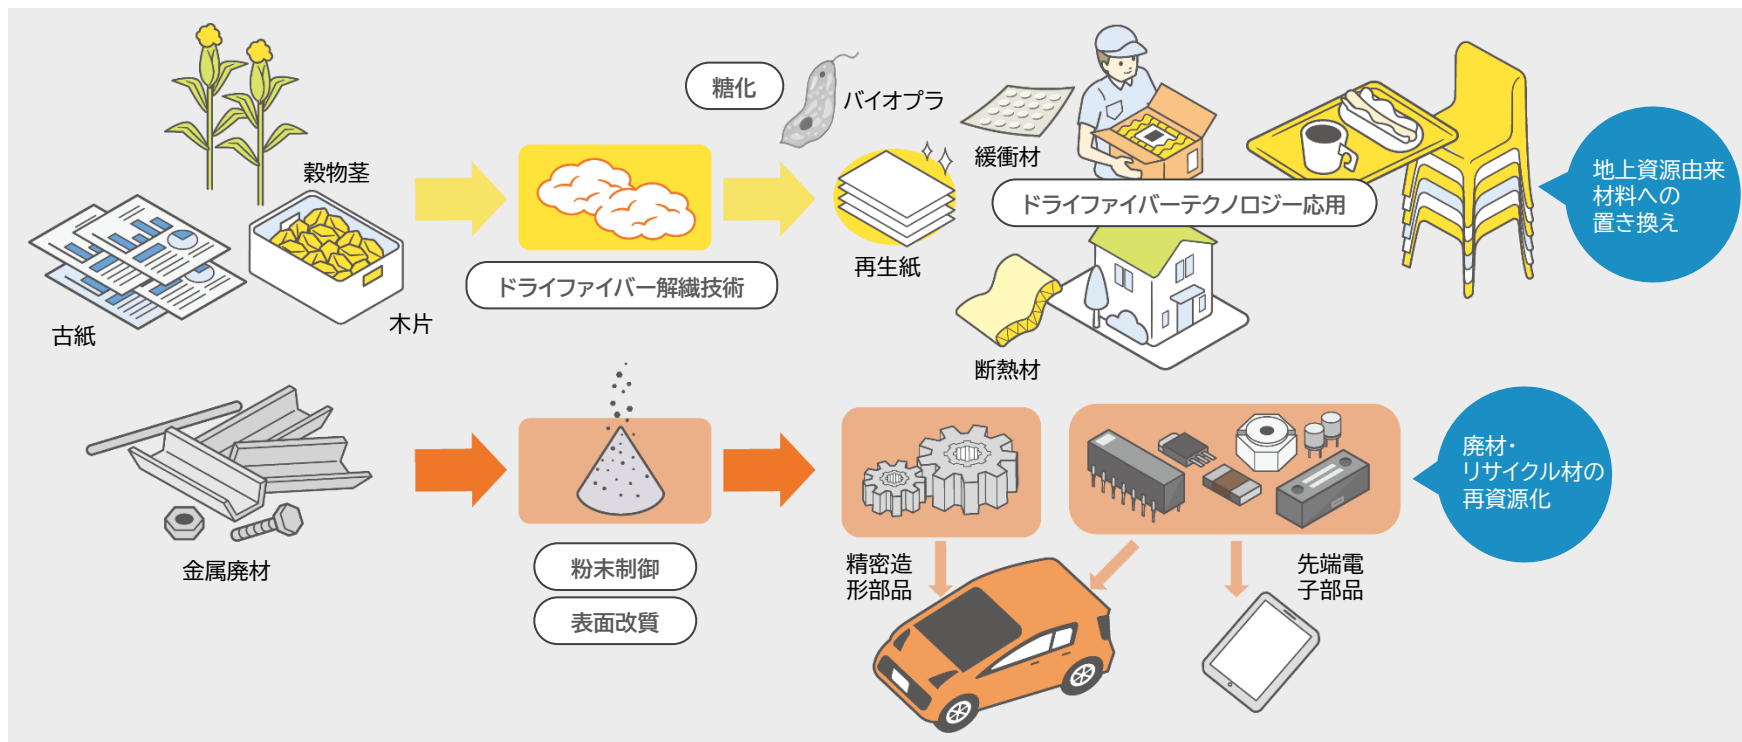 糖化
バイオプラ
穀物茎
古紙
木片
ドライファイバー解繊技術
再生紙
緩衝材
ドライファイバーテクノロジー応用
断熱材
地上資源由来
材料への
置き換え
金属廃材
粉末制御
表面改質
精密造
形部品
先端電
子部品
廃材・
リサイクル材の
再資源化